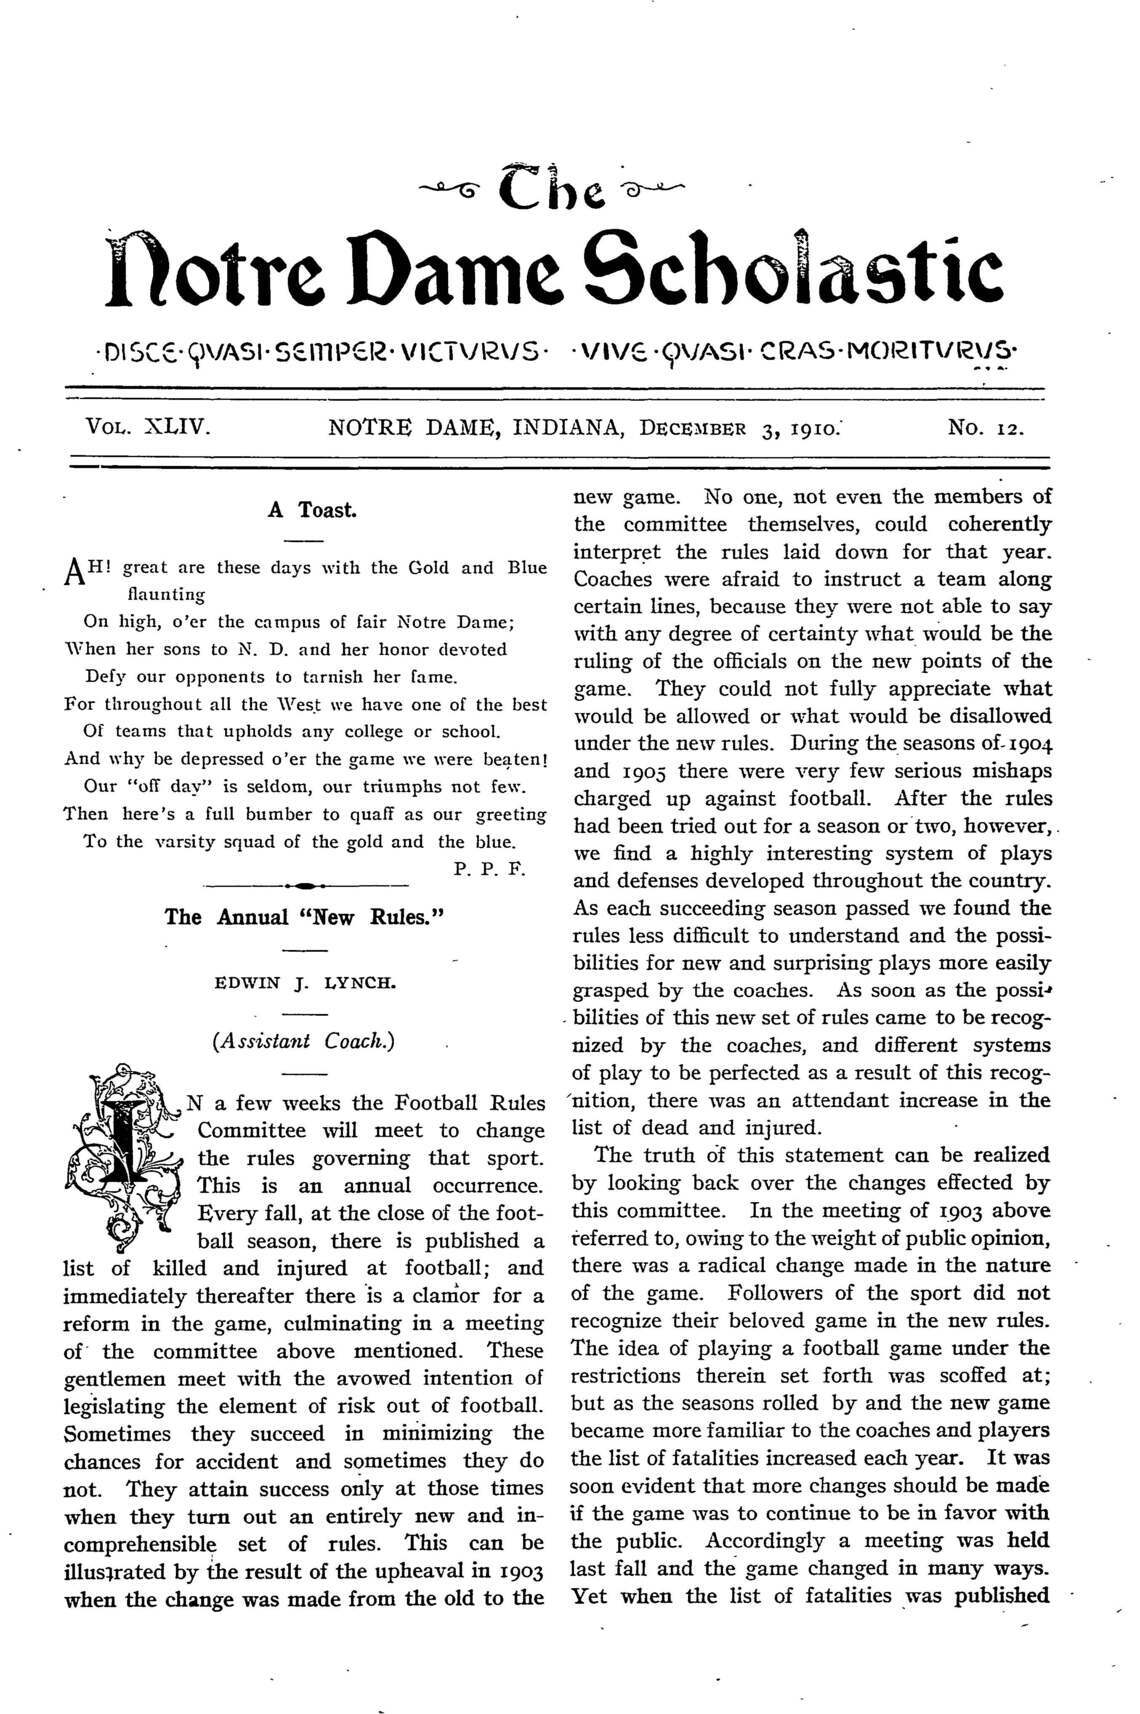 The
Notre Dame Scholastic
·DISCE·QVASI·SEMPER·VICTVRVS· ·VIVE·QVASI·CRAS·MORITVRVS·
VOL. XLIV. NOTRE DAME, INDIANA, DECEMBER 3, 1910. NO. 12.
A Toast.
AH! great are these days with the Gold and Blue
flaunting
On high, o'er the campus of fair Notre Dame;
When her sons to N. D. and her honor devoted
Defy our opponents to tarnish her fame.
For throughout all the West we have one of the best
Of teams that upholds any college or school.
And why be depressed o'er the game we were beaten!
Our "off day" is seldom, our triumphs not few.
Then here's a full bumber to quaff as our greeting
To the varsity squad of the gold and the blue.
P. P. F.
The Annual "New Rules."
EDWIN J. LYNCH.
(Assistant Coach.)
IN a few weeks the Football Rules
Committee will meet to change
the rules governing that sport.
This is an annual occurrence.
Every fall, at the close of the foot-
ball season, there is published a
list of killed and injured at football; and
immediately thereafter there is a clamor for a
reform in the game, culminating in a meeting
of the committee above mentioned. These
gentlemen meet with the avowed intention of
legislating the element of risk out of football.
Sometimes they succeed in minimizing the
chances for accident and sometimes they do
not. They attain success only at those times
when they turn out an entirely new and in-
comprehensible set of rules. This can be
illustrated by the result of the upheaval in 1903
when the change was made from the old to the
new game. No one, not even the members of
the committee themselves, could coherently
interpret the rules laid down for that year.
Coaches were afraid to instruct a team along
certain lines, because they were not able to say
with any degree of certainty what would be the
ruling of the officials on the new points of the
game. They could not fully appreciate what
would be allowed or what would be disallowed
under the new rules. During the seasons of 1904
and 1905 there were very few serious mishaps
charged up against football. After the rules
had been tried out for a season or two, however,
we find a highly interesting system of plays
and defenses developed throughout the country.
As each succeeding season passed we found the
rules less difficult to understand and the possi-
bilities for new and surprising plays more easily
grasped by the coaches. As soon as the possi-
bilities of this new set of rules came to be recog-
nized by the coaches, and different systems
of play to be perfected as a result of this recog-
nition, there was an attendant increase in the
list of dead and injured.
The truth of this statement can be realized
by looking back over the changes effected by
this committee. In the meeting of 1903 above
referred to, owing to the weight of public opinion,
there was a radical change made in the nature
of the game. Followers of the sport did not
recognize their beloved game in the new rules.
The idea of playing a football game under the
restrictions therein set forth was scoffed at;
but as the seasons rolled by and the new game
became more familiar to the coaches and players
the list of fatalities increased each year. It was
soon evident that more changes should be made
if the game was to continue to be in favor with
the public. Accordingly a meeting was held
last fall and the game changed in many ways.
Yet when the list of fatalities was published